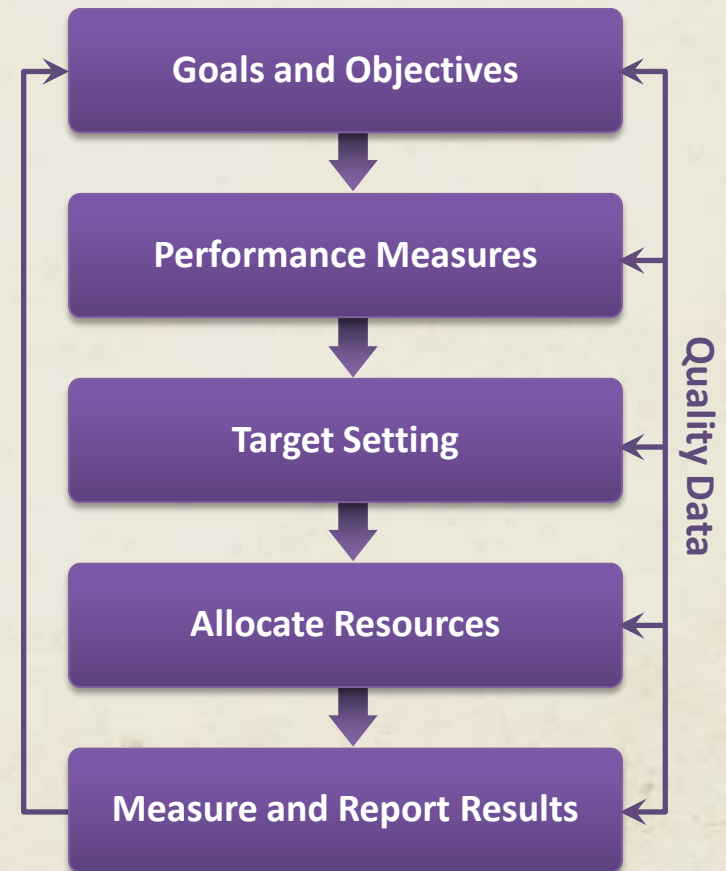 Goals and Objectives
Performance Measures
Target Setting
Allocate Resources
Measure and Report Results
Quality Data